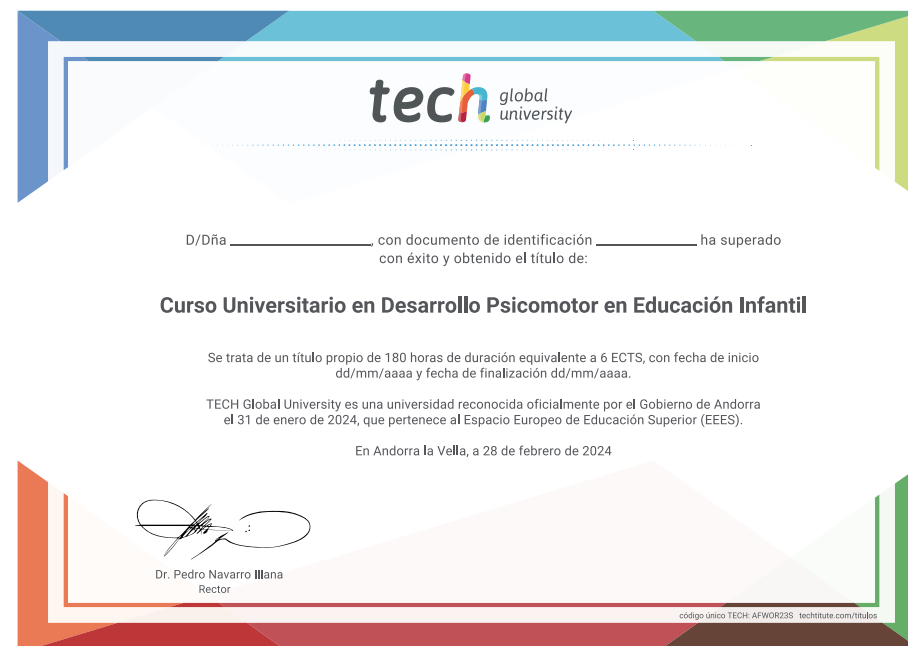 tech global university
D/Dña ________________, con documento de identificación ____________ ha superado
con éxito y obtenido el título de:
Curso Universitario en Desarrollo Psicomotor en Educación Infantil
Se trata de un título propio de 180 horas de duración equivalente a 6 ECTS, con fecha de inicio
dd/mm/aaaa y fecha de finalización dd/mm/aaaa.
TECH Global University es una universidad reconocida oficialmente por el Gobierno de Andorra
el 31 de enero de 2024, que pertenece al Espacio Europeo de Educación Superior (EEES).
En Andorra la Vella, a 28 de febrero de 2024
Dr. Pedro Navarro Illana
Rector
código único TECH: AFWOR23S techtitute.com/titulos